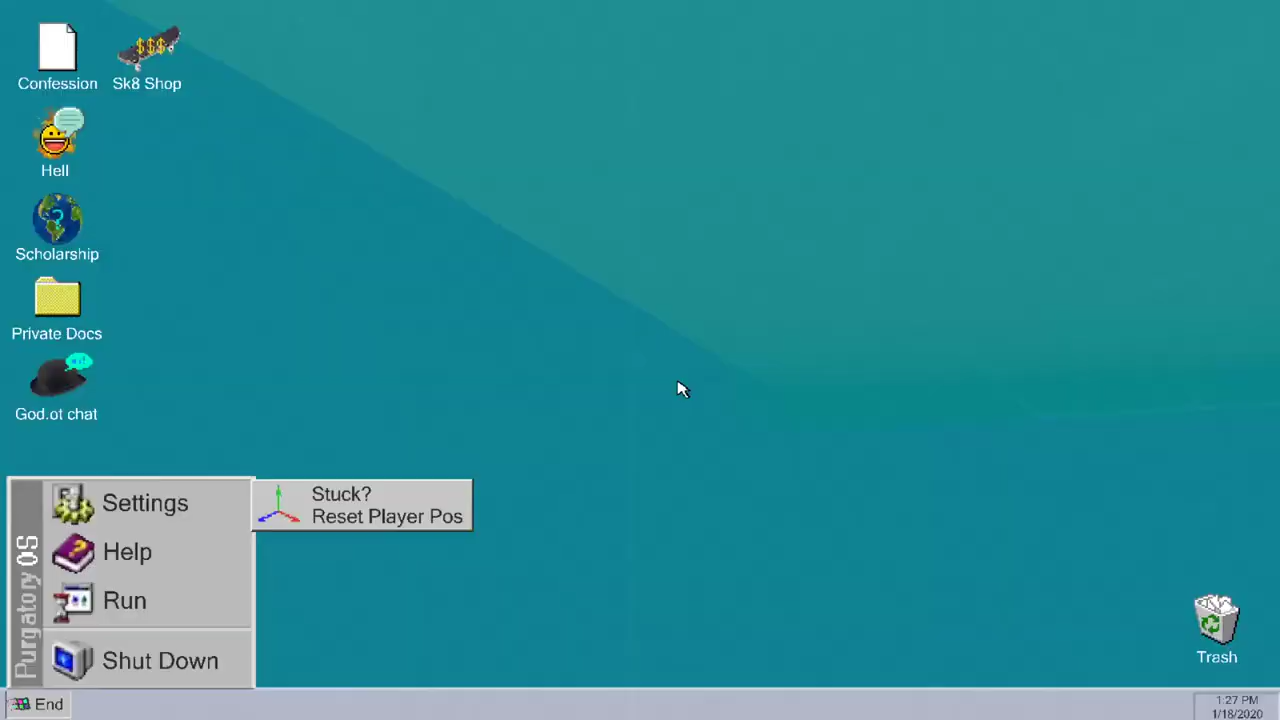 Confession
Sk8 Shop
$$$
Hell
?
Scholarship
Private Docs
God.ot chat
Purgatory OS
Settings
Stuck?
Reset Player Pos
Help
Run
Shut Down
Trash
End
1:27 PM
1/18/2020